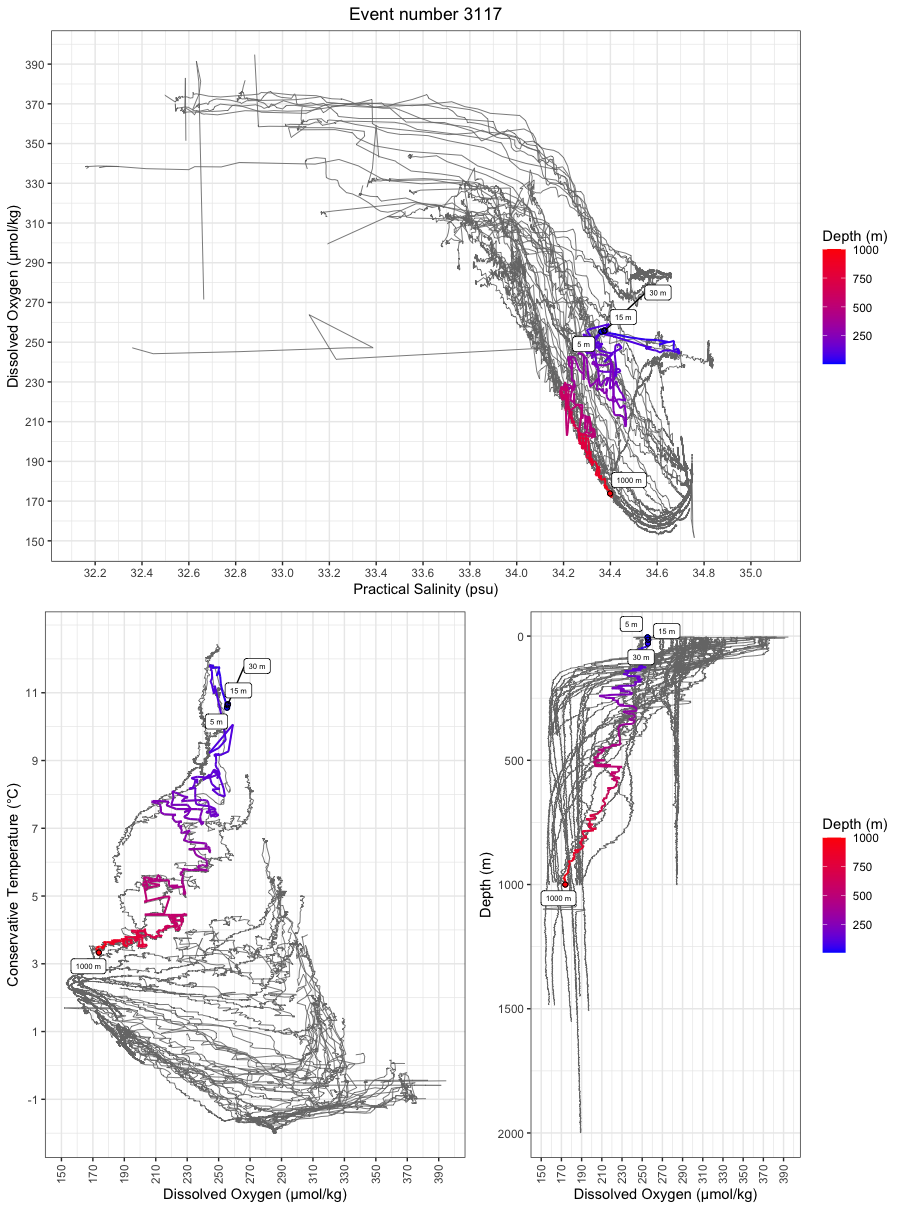 Event number 3117
390
370
350
330
310
290
270
250
230
210
190
170
150
Dissolved Oxygen (µmol/kg)
30 m
15 m
5 m
1000 m
32.2 32.4 32.6 32.8 33.0 33.2 33.4 33.6 33.8 34.0 34.2 34.4 34.6 34.8 35.0
Practical Salinity (psu)
Depth (m)
1000
750
500
250
11
9
7
5
3
1
-1
Conservative Temperature (°C)
30 m
15 m
5 m
1000 m
150 170 190 210 230 250 270 290 310 330 350 370 390
Dissolved Oxygen (µmol/kg)
0
500
1000
1500
2000
Depth (m)
5 m
15 m
30 m
1000 m
150 170 190 210 230 250 270 290 310 330 350 370 390
Dissolved Oxygen (µmol/kg)
Depth (m)
1000
750
500
250